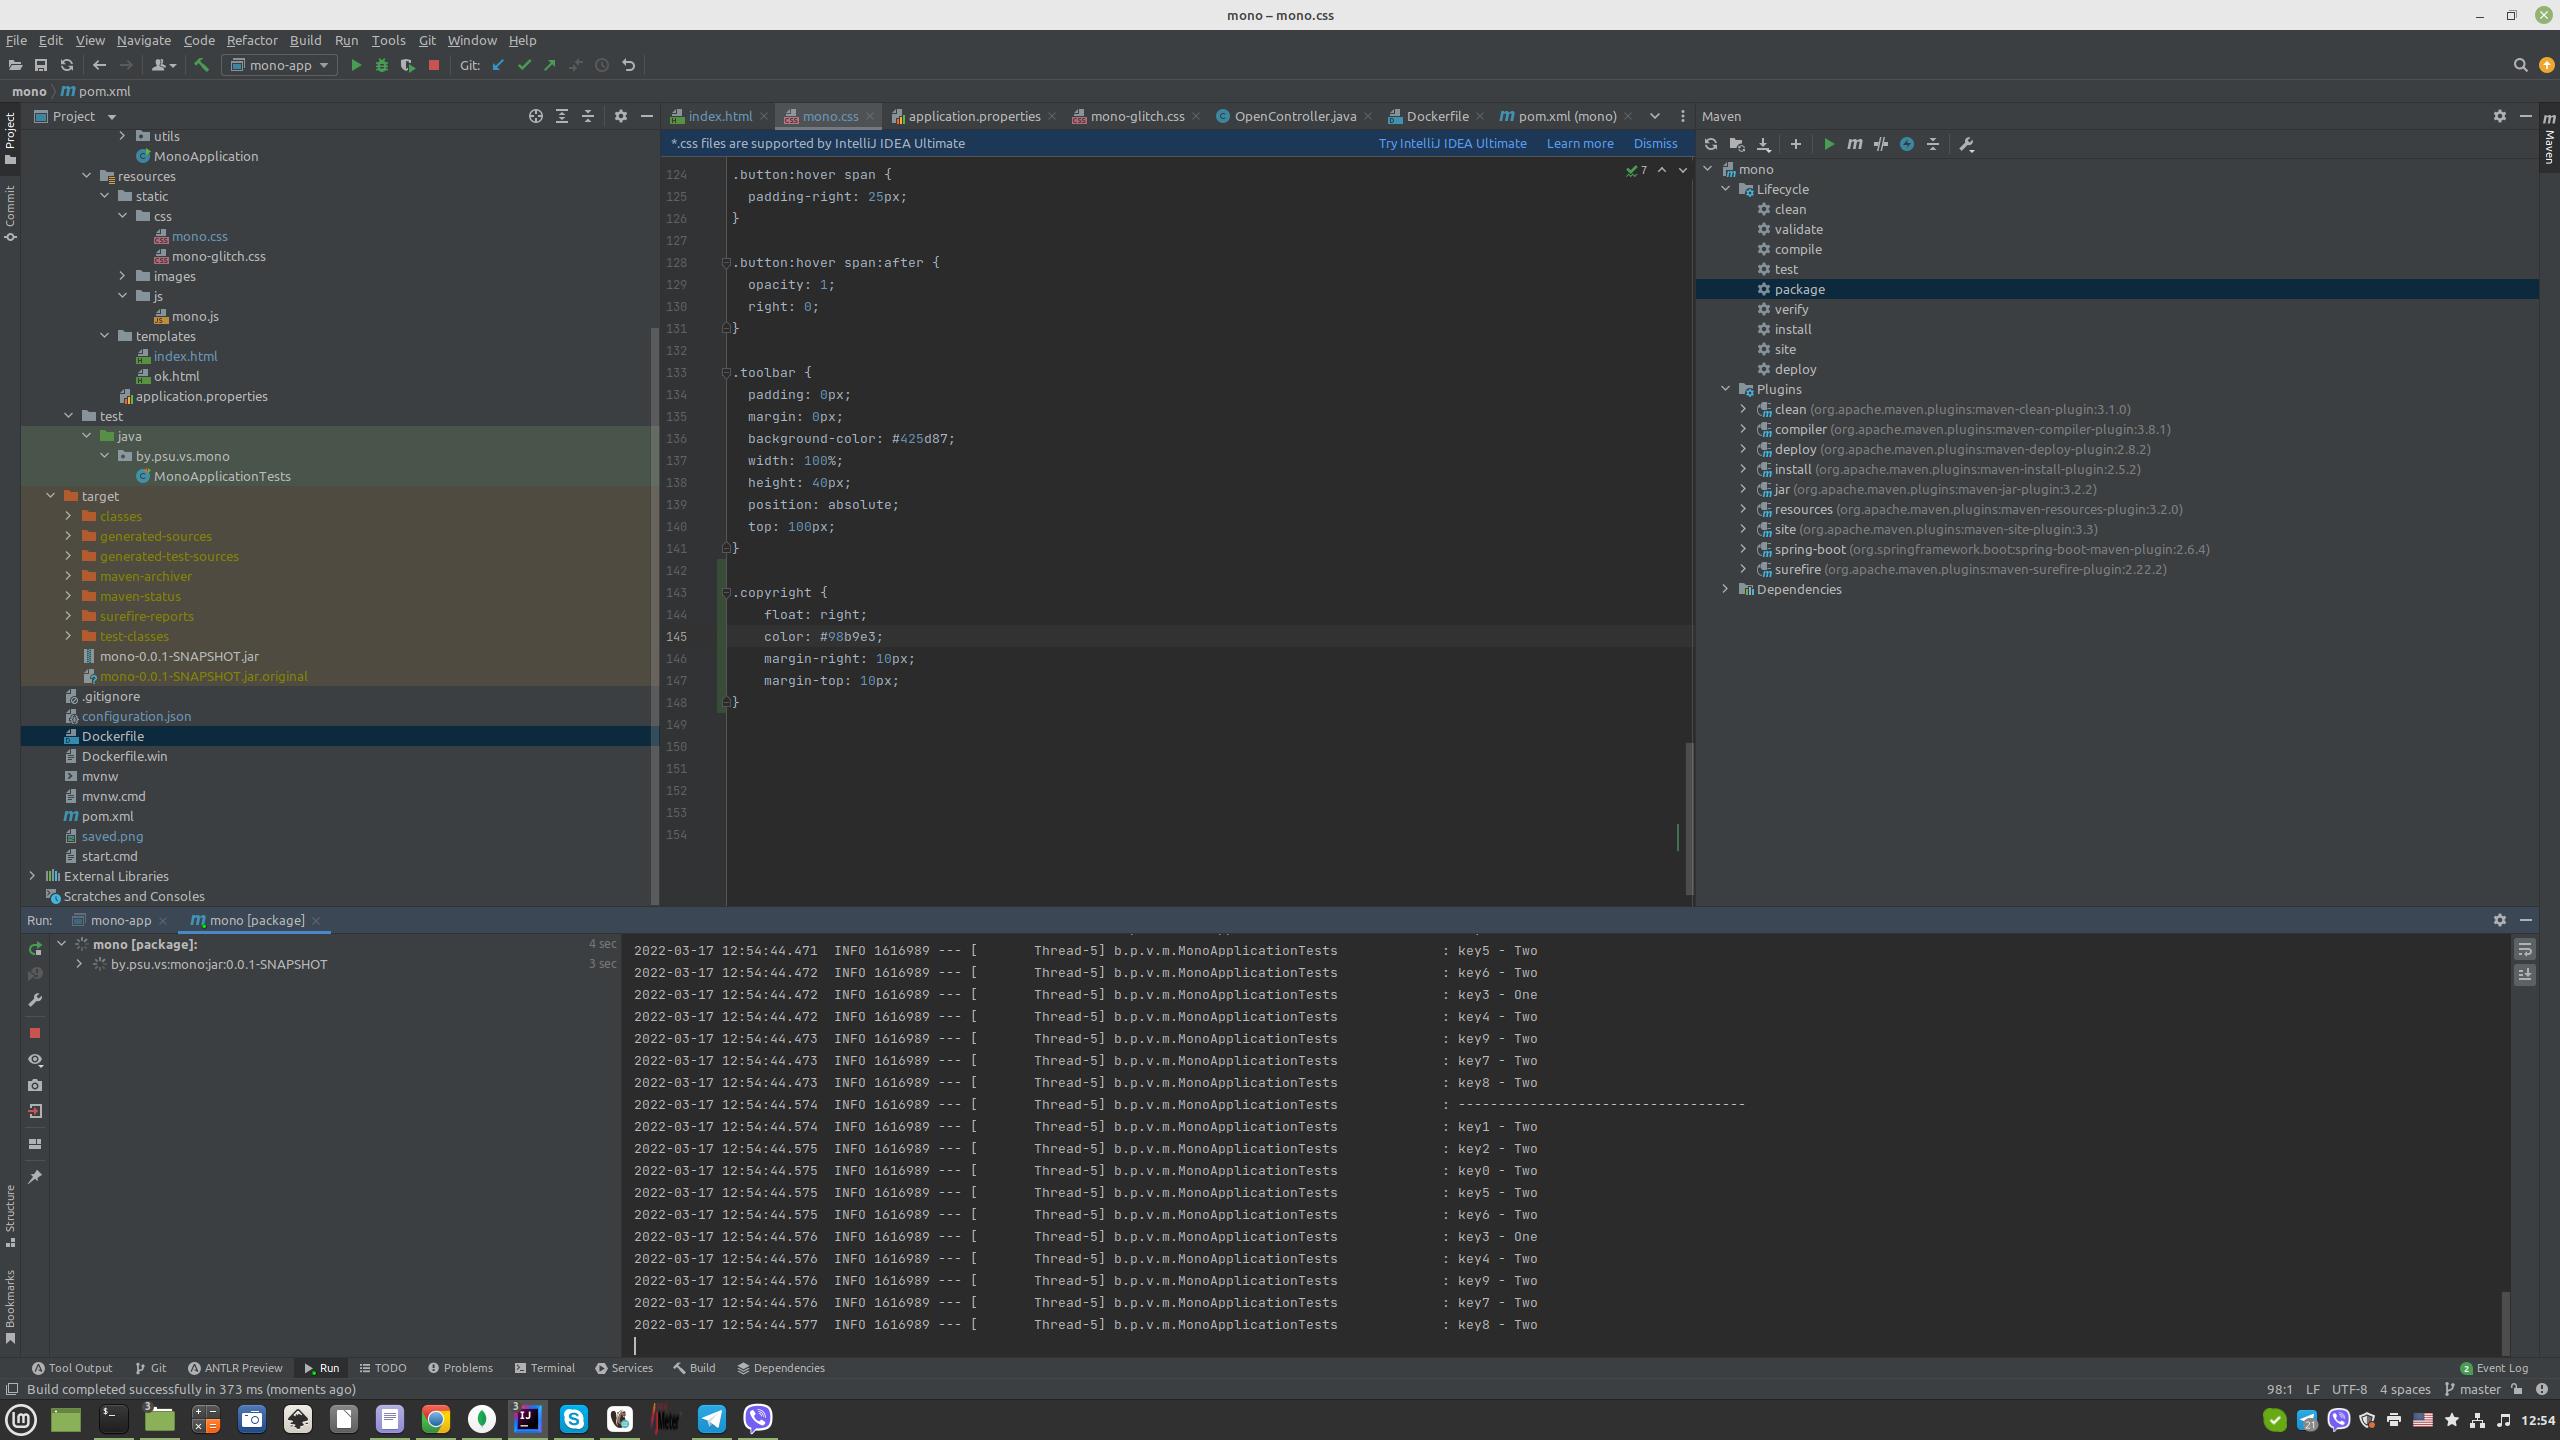 mono – mono.css
File Edit View Navigate Code Refactor Build Run Tools Git Window Help
mono-app Git:
mono pom.xml
Project
utils
MonoApplication
resources
static
css
mono.css
mono-glitch.css
images
js
mono.js
templates
index.html
ok.html
application.properties
test
java
by.psu.vs.mono
MonoApplicationTests
target
classes
generated-sources
generated-test-sources
maven-archiver
maven-status
surefire-reports
test-classes
mono-0.0.1-SNAPSHOT.jar
mono-0.0.1-SNAPSHOT.jar.original
.gitignore
configuration.json
Dockerfile
Dockerfile.win
mvnw
mvnw.cmd
pom.xml
saved.png
start.cmd
External Libraries
Scratches and Consoles
Project
Commit
Structure
Bookmarks
index.html mono.css application.properties mono-glitch.css OpenController.java Dockerfile pom.xml (mono)
*.css files are supported by IntelliJ IDEA Ultimate Try IntelliJ IDEA Ultimate Learn more Dismiss
7
124 .button:hover span {
125 padding-right: 25px;
126 }
127
128 .button:hover span:after {
129 opacity: 1;
130 right: 0;
131 }
132
133 .toolbar {
134 padding: 0px;
135 margin: 0px;
136 background-color: #425d87;
137 width: 100%;
138 height: 40px;
139 position: absolute;
140 top: 100px;
141 }
142
143 .copyright {
144 float: right;
145 color: #98b9e3;
146 margin-right: 10px;
147 margin-top: 10px;
148 }
149
150
151
152
153
154
Maven
Maven
mono
Lifecycle
clean
validate
compile
test
package
verify
install
site
deploy
Plugins
clean (org.apache.maven.plugins:maven-clean-plugin:3.1.0)
compiler (org.apache.maven.plugins:maven-compiler-plugin:3.8.1)
deploy (org.apache.maven.plugins:maven-deploy-plugin:2.8.2)
install (org.apache.maven.plugins:maven-install-plugin:2.5.2)
jar (org.apache.maven.plugins:maven-jar-plugin:3.2.2)
resources (org.apache.maven.plugins:maven-resources-plugin:3.2.0)
site (org.apache.maven.plugins:maven-site-plugin:3.3)
spring-boot (org.springframework.boot:spring-boot-maven-plugin:2.6.4)
surefire (org.apache.maven.plugins:maven-surefire-plugin:2.22.2)
Dependencies
Run: mono-app mono [package]
mono [package]: 4 sec
by.psu.vs:mono:jar:0.0.1-SNAPSHOT 3 sec
2022-03-17 12:54:44.471 INFO 1616989 --- [ Thread-5] b.p.v.m.MonoApplicationTests : key5 - Two
2022-03-17 12:54:44.472 INFO 1616989 --- [ Thread-5] b.p.v.m.MonoApplicationTests : key6 - Two
2022-03-17 12:54:44.472 INFO 1616989 --- [ Thread-5] b.p.v.m.MonoApplicationTests : key3 - One
2022-03-17 12:54:44.472 INFO 1616989 --- [ Thread-5] b.p.v.m.MonoApplicationTests : key4 - Two
2022-03-17 12:54:44.473 INFO 1616989 --- [ Thread-5] b.p.v.m.MonoApplicationTests : key9 - Two
2022-03-17 12:54:44.473 INFO 1616989 --- [ Thread-5] b.p.v.m.MonoApplicationTests : key7 - Two
2022-03-17 12:54:44.473 INFO 1616989 --- [ Thread-5] b.p.v.m.MonoApplicationTests : key8 - Two
2022-03-17 12:54:44.574 INFO 1616989 --- [ Thread-5] b.p.v.m.MonoApplicationTests : ------------------------------------
2022-03-17 12:54:44.574 INFO 1616989 --- [ Thread-5] b.p.v.m.MonoApplicationTests : key1 - Two
2022-03-17 12:54:44.575 INFO 1616989 --- [ Thread-5] b.p.v.m.MonoApplicationTests : key2 - Two
2022-03-17 12:54:44.575 INFO 1616989 --- [ Thread-5] b.p.v.m.MonoApplicationTests : key0 - Two
2022-03-17 12:54:44.575 INFO 1616989 --- [ Thread-5] b.p.v.m.MonoApplicationTests : key5 - Two
2022-03-17 12:54:44.575 INFO 1616989 --- [ Thread-5] b.p.v.m.MonoApplicationTests : key6 - Two
2022-03-17 12:54:44.576 INFO 1616989 --- [ Thread-5] b.p.v.m.MonoApplicationTests : key3 - One
2022-03-17 12:54:44.576 INFO 1616989 --- [ Thread-5] b.p.v.m.MonoApplicationTests : key4 - Two
2022-03-17 12:54:44.576 INFO 1616989 --- [ Thread-5] b.p.v.m.MonoApplicationTests : key9 - Two
2022-03-17 12:54:44.576 INFO 1616989 --- [ Thread-5] b.p.v.m.MonoApplicationTests : key7 - Two
2022-03-17 12:54:44.577 INFO 1616989 --- [ Thread-5] b.p.v.m.MonoApplicationTests : key8 - Two
Tool Output Git ANTLR Preview Run TODO Problems Terminal Services Build Dependencies 2 Event Log
Build completed successfully in 373 ms (moments ago) 98:1 LF UTF-8 4 spaces master
3 3 IJ 21 12:54